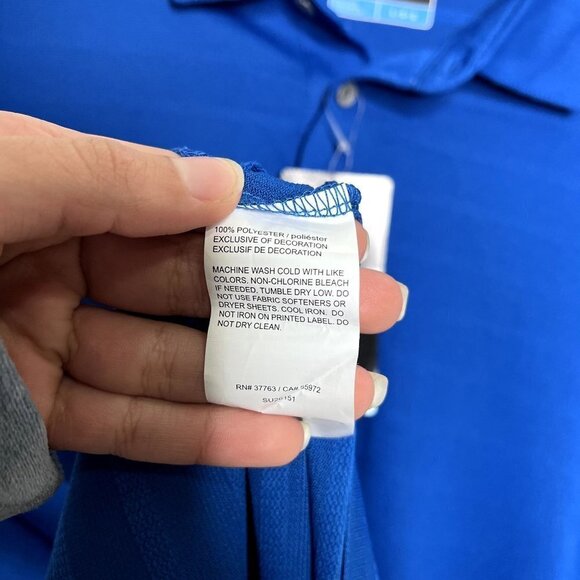 100% POLYESTER / poliéster
EXCLUSIVE OF DECORATION
EXCLUSIF DE DECORATION
MACHINE WASH COLD WITH LIKE
COLORS. NON-CHLORINE BLEACH
IF NEEDED. TUMBLE DRY LOW. DO
NOT USE FABRIC SOFTENERS OR
DRYER SHEETS. COOL IRON. DO
NOT IRON ON PRINTED LABEL. DO
NOT DRY CLEAN.
RN# 37763 / CA#